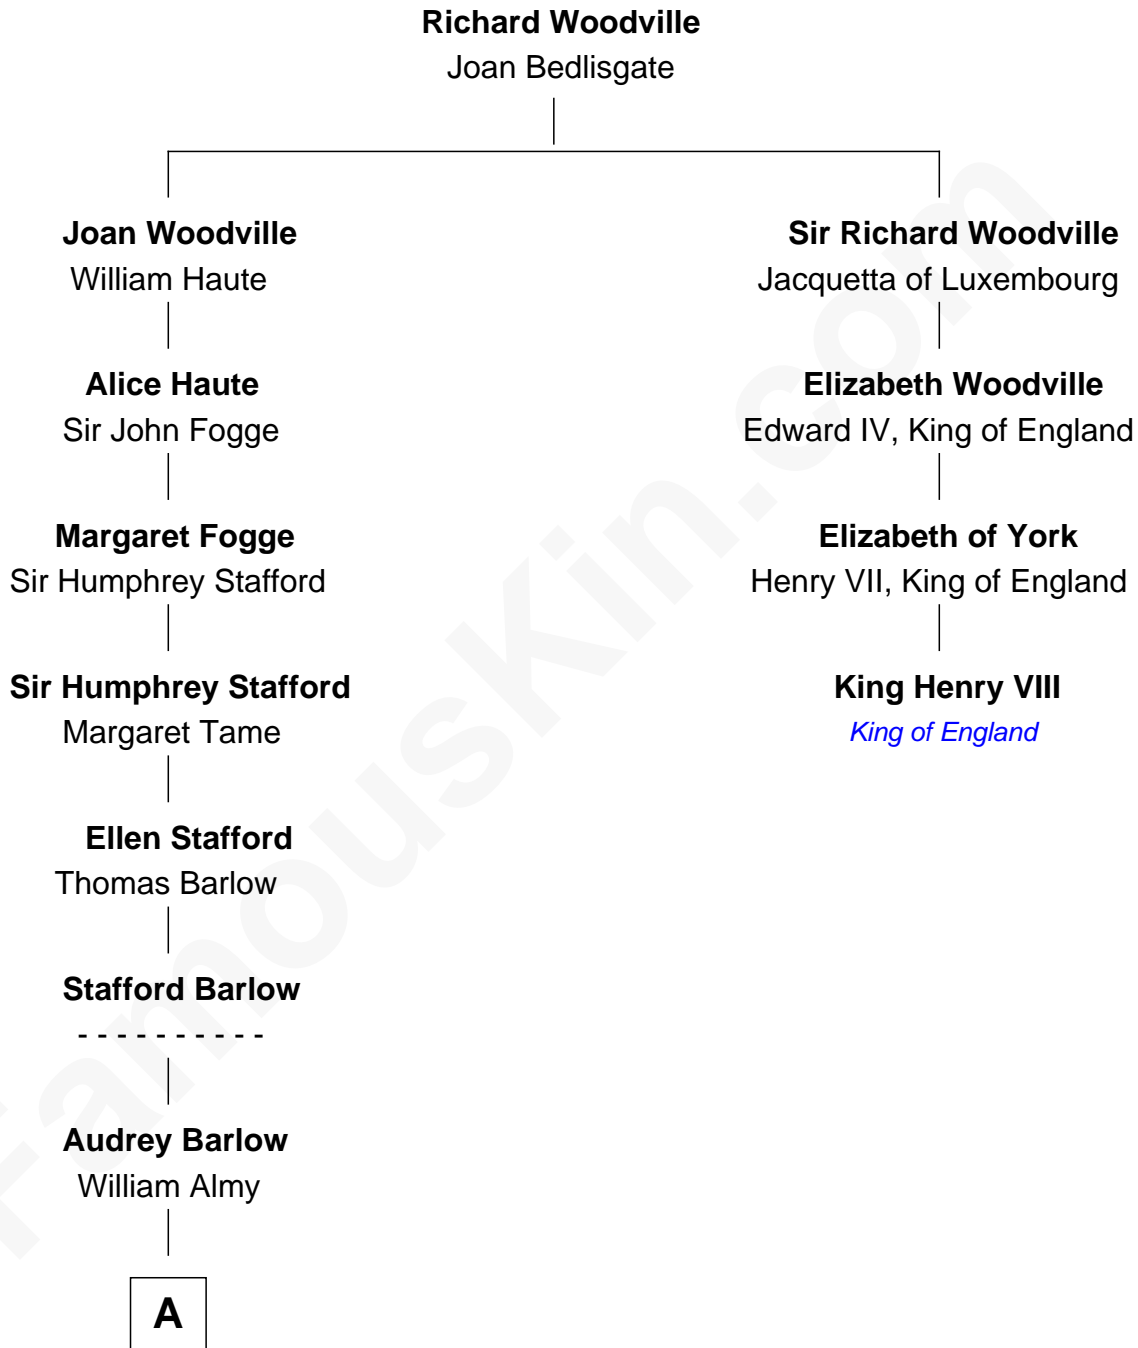 Richard Woodville
Joan Bedlisgate
Joan Woodville
William Haute
Sir Richard Woodville
Jacquetta of Luxembourg
Alice Haute
Sir John Fogge
Elizabeth Woodville
Edward IV, King of England
Margaret Fogge
Sir Humphrey Stafford
Elizabeth of York
Henry VII, King of England
Sir Humphrey Stafford
Margaret Tame
King Henry VIII
King of England
Ellen Stafford
Thomas Barlow
Stafford Barlow
- - - - - - - - - -
Audrey Barlow
William Almy
A
FamousKin.com